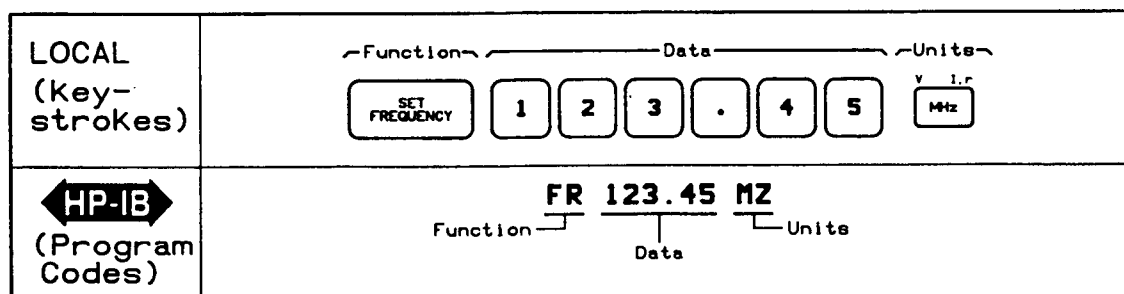 LOCAL
(Key-
strokes)
Function Data Units
SET
FREQUENCY
1 2 3 . 4 5
V I,r
MHz
HP-IB
(Program
Codes)
FR 123.45 MZ
Function Data Units